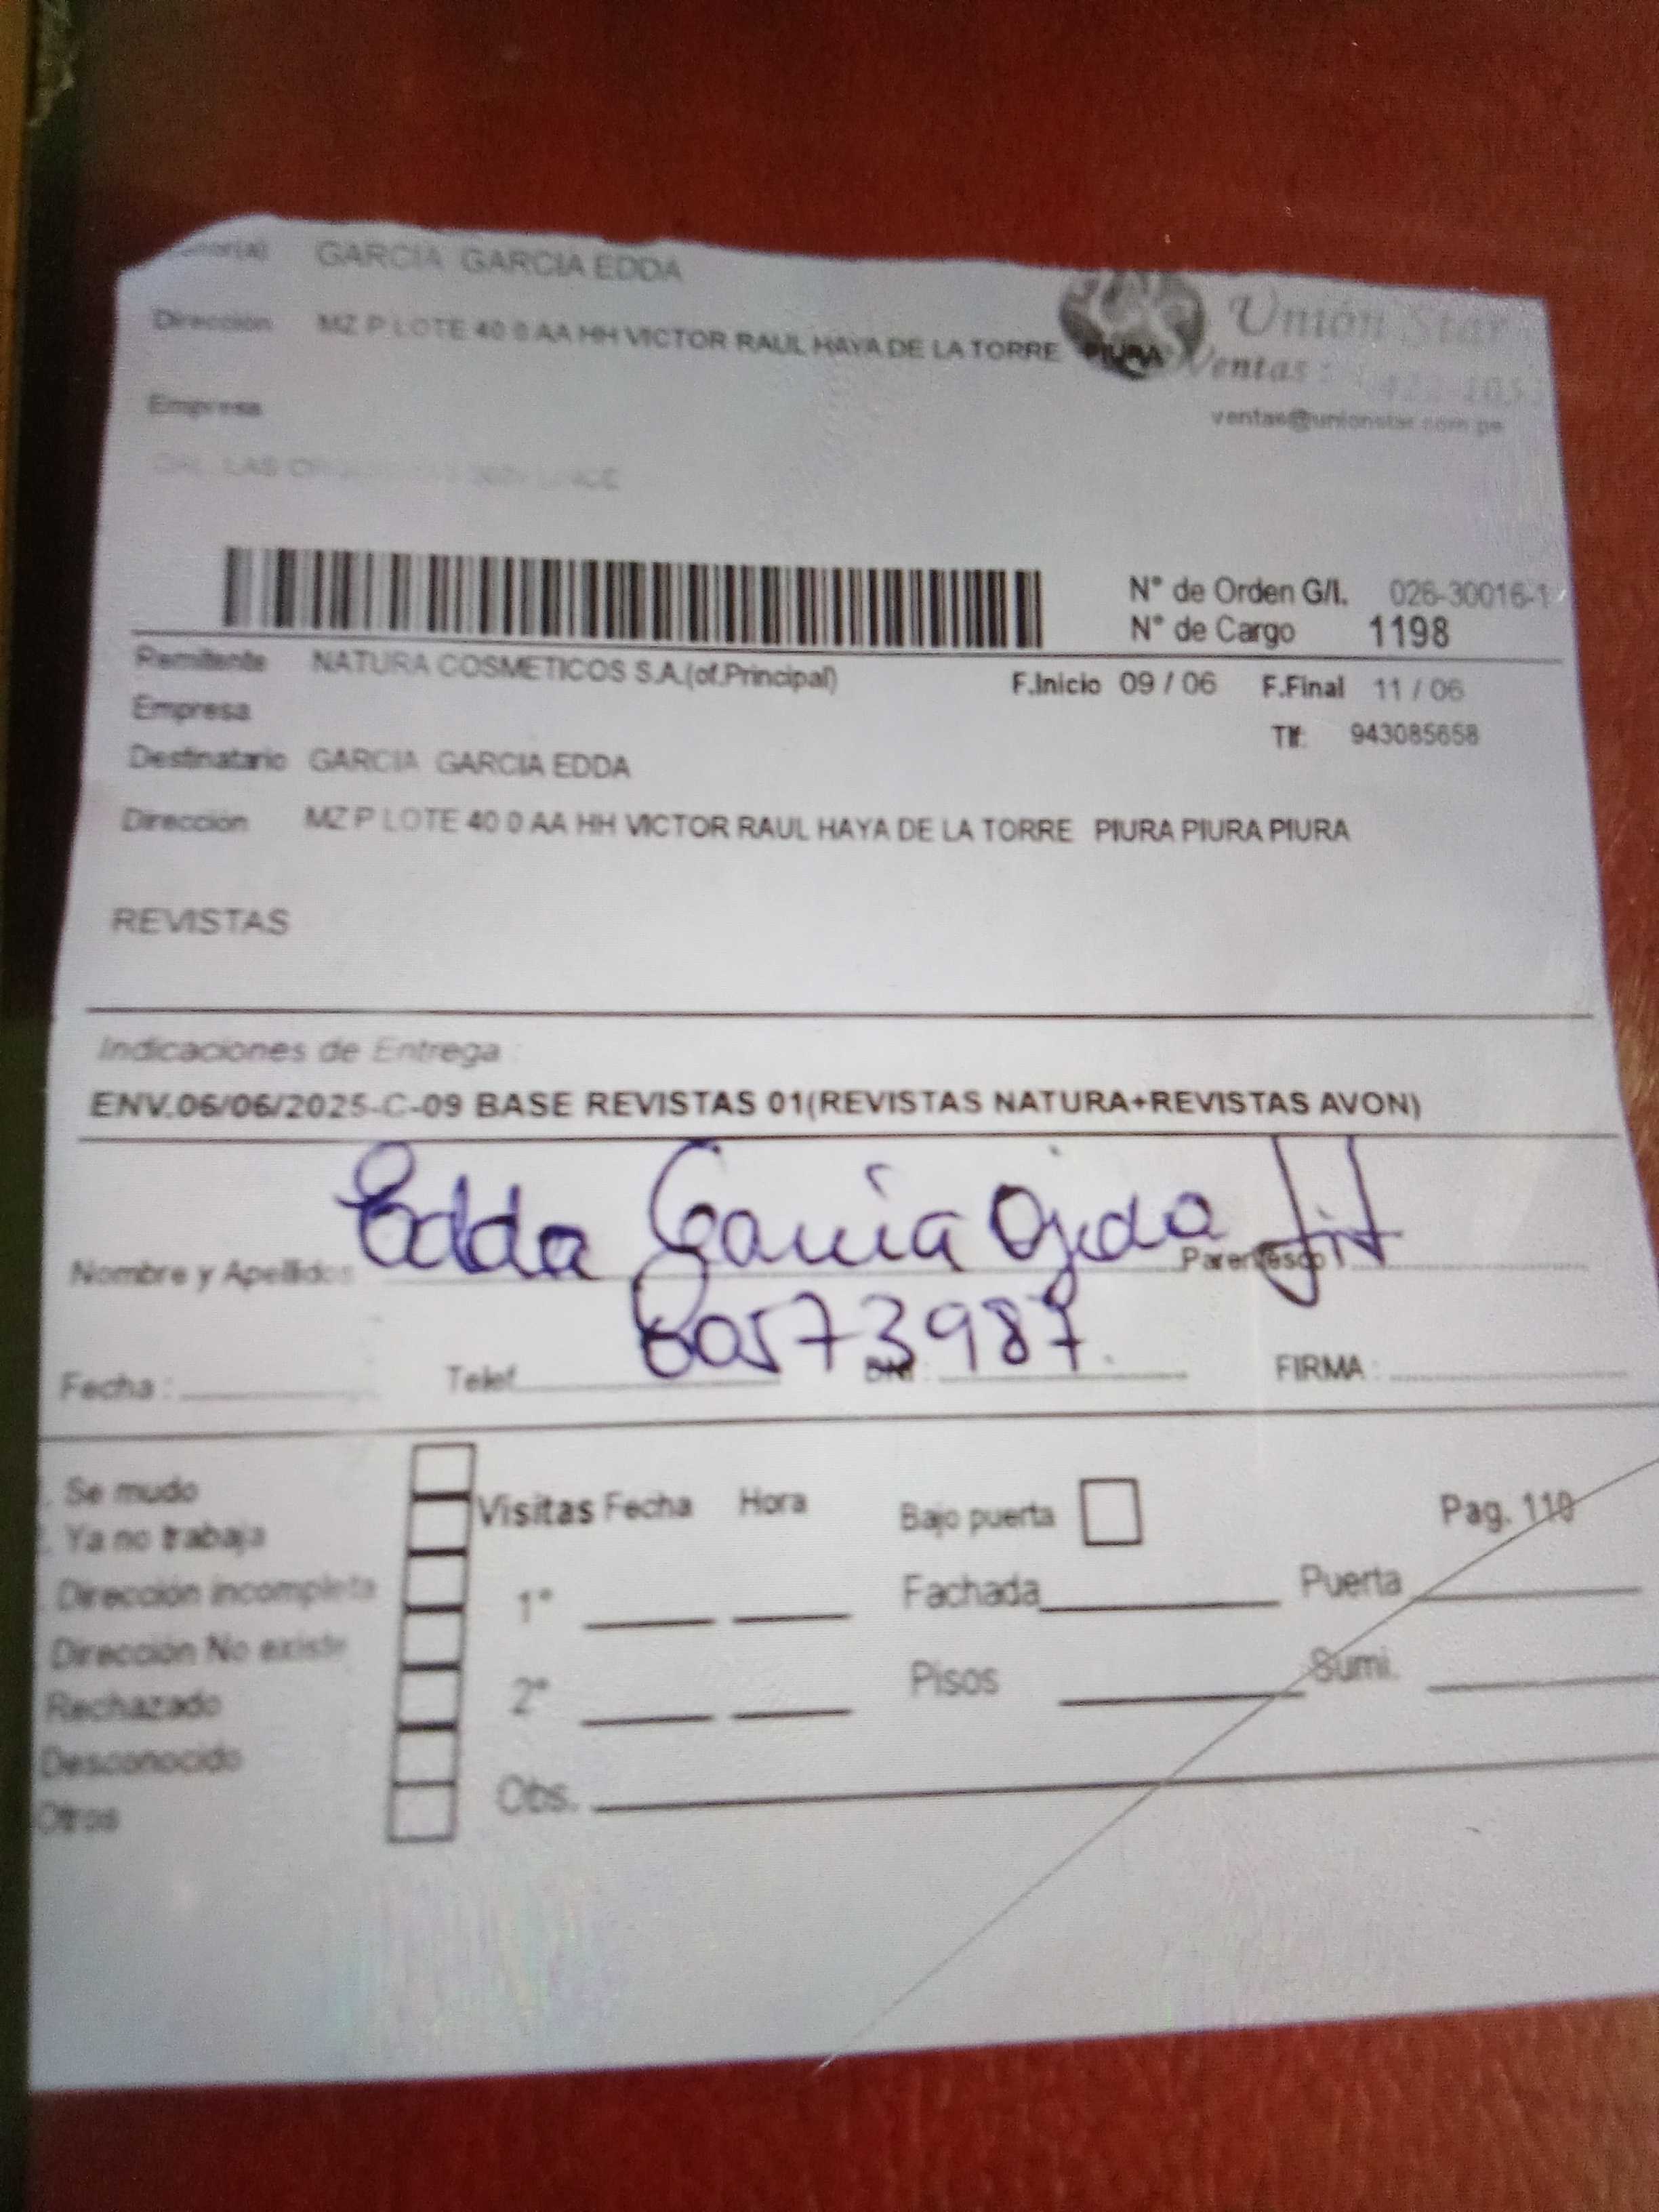 GARCIA GARCIA EDDA
Dirección MZ P LOTE 40 0 AA HH VICTOR RAUL HAYA DE LA TORRE PIURA
Unión Star
Ventas:
ventas@unionstar.com.pe
Empresa
N° de Orden G/I. 026-30016-1
N° de Cargo 1198
Remitente NATURA COSMETICOS S.A.(of.Principal) F.Inicio 09 / 06 F.Final 11 / 06
Empresa
Tlf: 943085658
Destinatario GARCIA GARCIA EDDA
Dirección MZ P LOTE 40 0 AA HH VICTOR RAUL HAYA DE LA TORRE PIURA PIURA PIURA
REVISTAS
Indicaciones de Entrega :
ENV.06/06/2025-C-09 BASE REVISTAS 01(REVISTAS NATURA+REVISTAS AVON)
Nombre y Apellidos Edda García Ojeda Parentesco
Fecha : Telef. 80573987 DNI : FIRMA :
Se mudo
Ya no trabaja
Dirección incompleta
Dirección No existe
Rechazado
Desconocido
Otros
Visitas Fecha Hora
1°
2°
Obs.
Bajo puerta
Pag. 110
Fachada Puerta
Pisos Sumi.